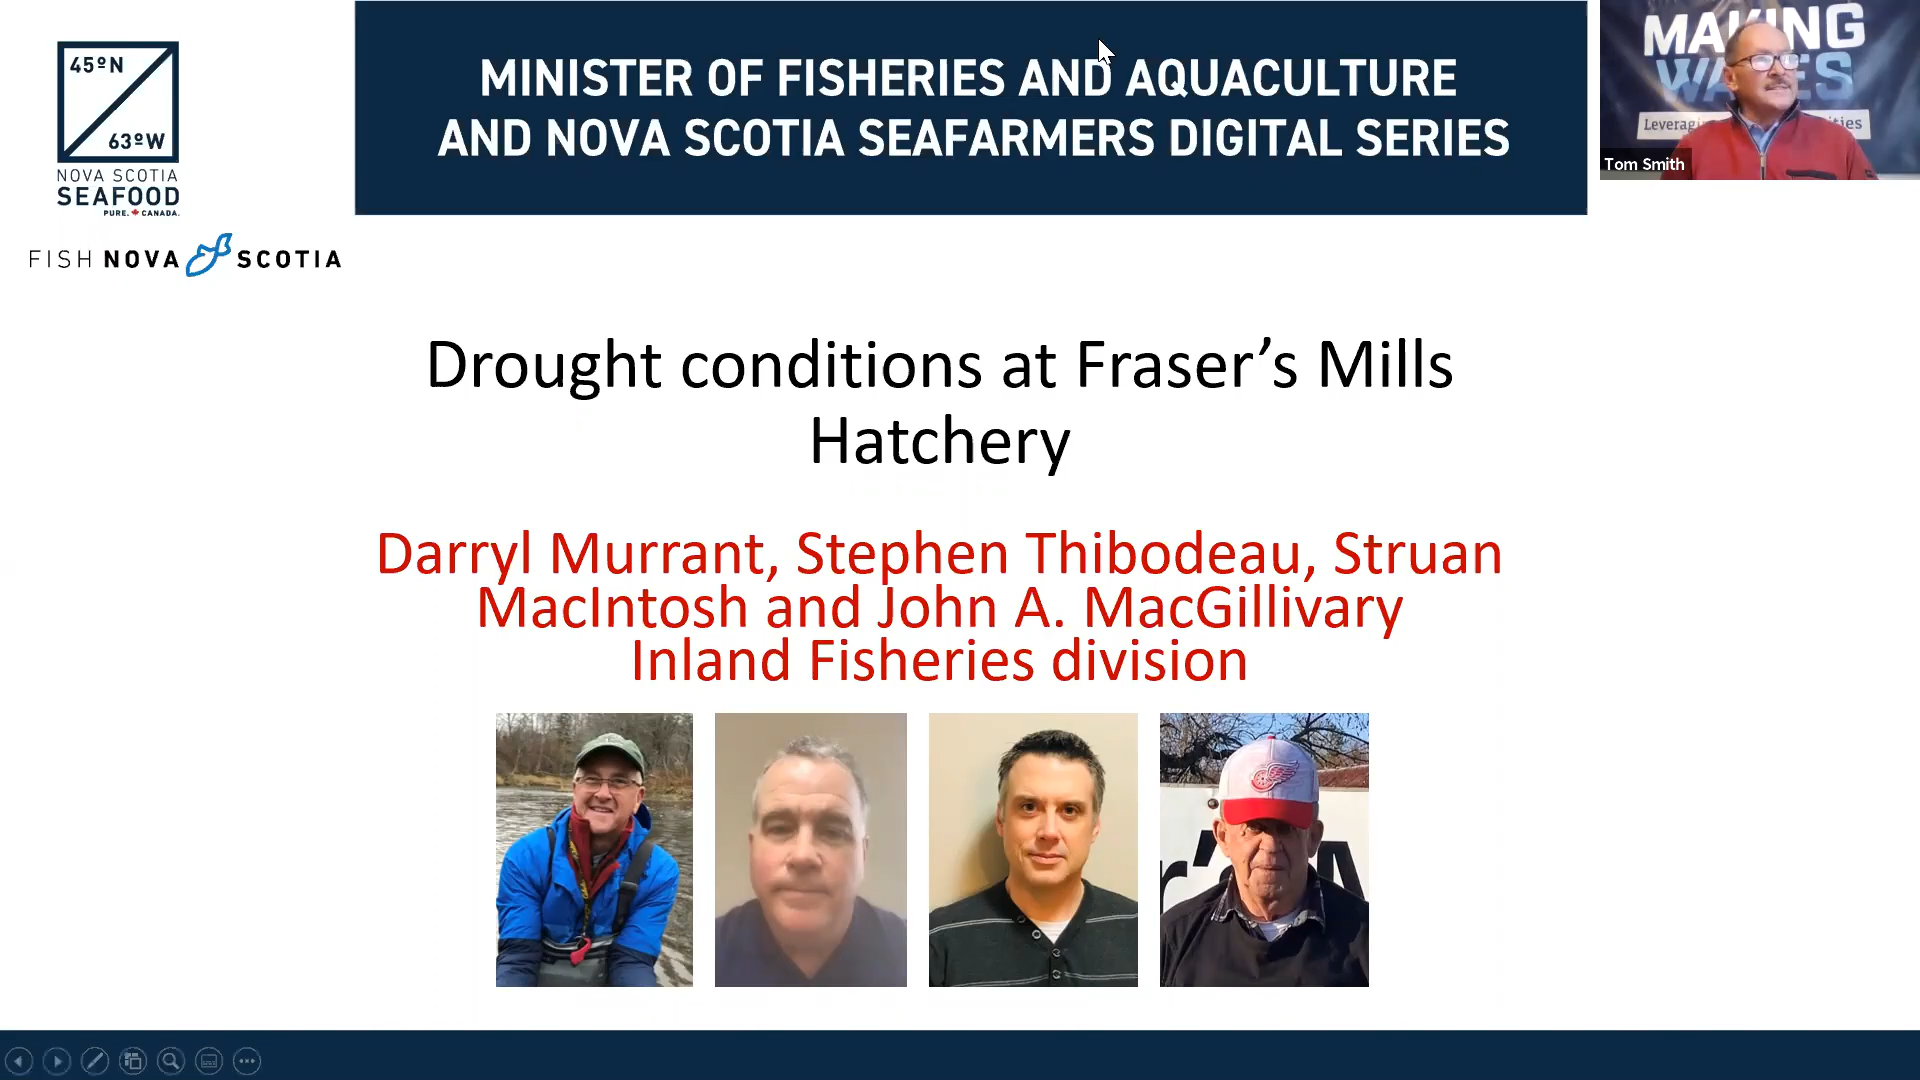 45ºN
63ºW
NOVA SCOTIA
SEAFOOD
PURE. CANADA.
FISH NOVA SCOTIA
MINISTER OF FISHERIES AND AQUACULTURE
AND NOVA SCOTIA SEAFARMERS DIGITAL SERIES
MAKING
WAVES
Tom Smith
Drought conditions at Fraser’s Mills
Hatchery
Darryl Murrant, Stephen Thibodeau, Struan
MacIntosh and John A. MacGillivary
Inland Fisheries division